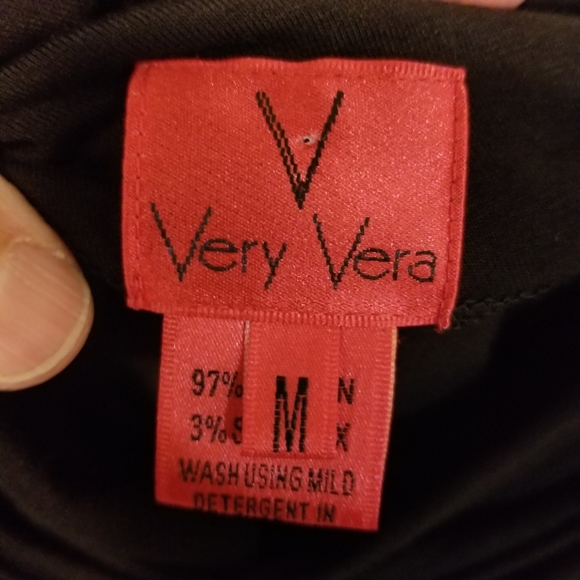 V
Very Vera
97% N
M
3% S X
WASH USING MILD
DETERGENT IN